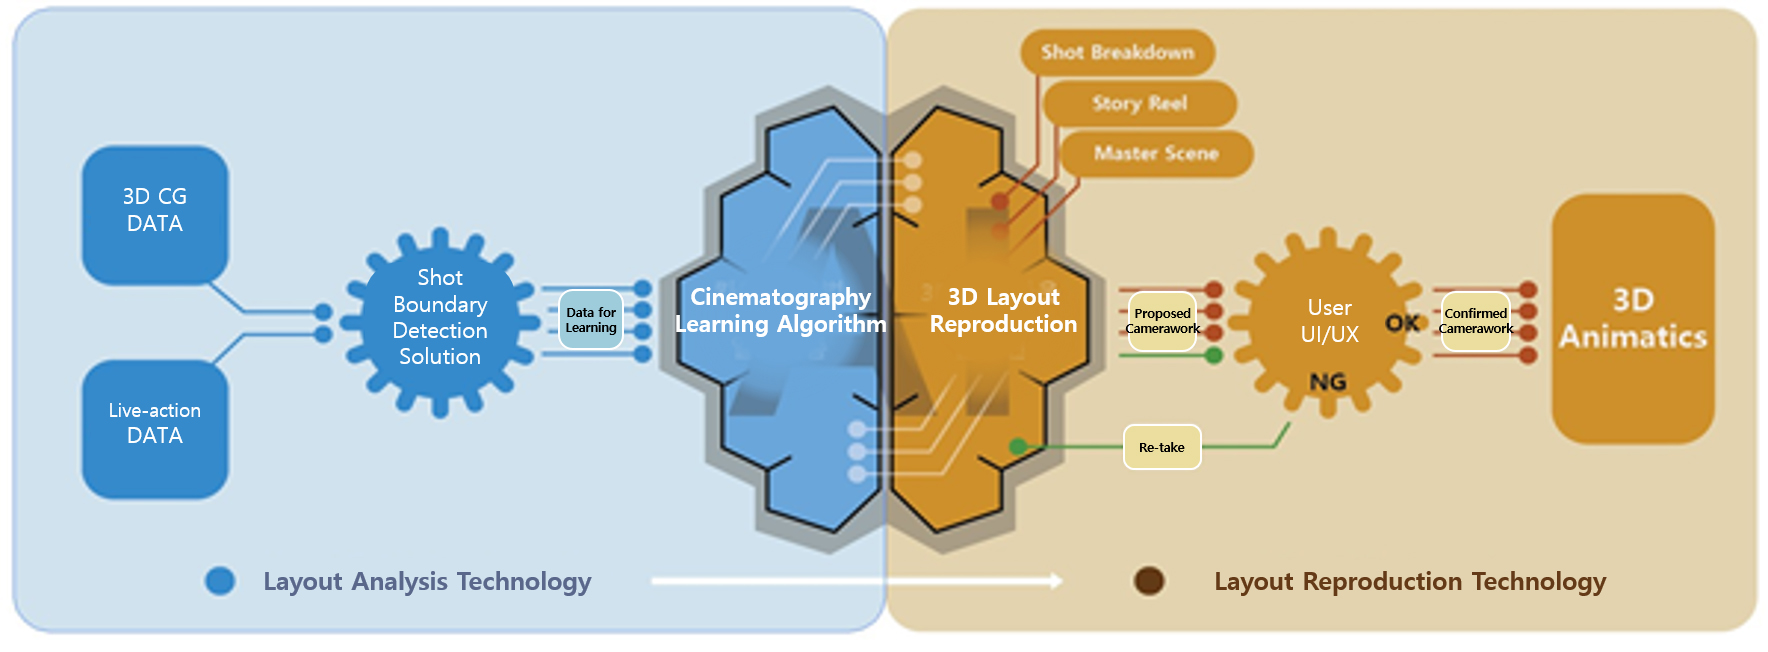 Shot Breakdown
Story Reel
Master Scene
3D CG
DATA
Live-action
DATA
Shot
Boundary
Detection
Solution
Data for
Learning
Cinematography
Learning Algorithm
3D Layout
Reproduction
Proposed
Camerawork
User
UI/UX
OK
NG
Confirmed
Camerawork
Re-take
3D
Animatics
Layout Analysis Technology
Layout Reproduction Technology